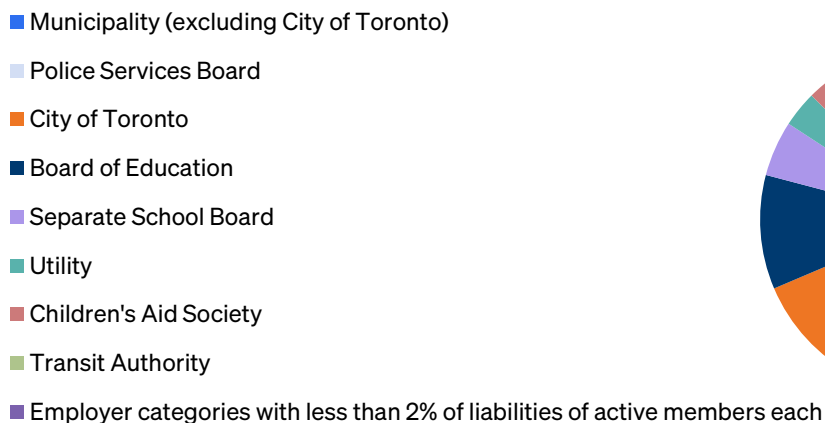 Municipality (excluding City of Toronto)
Police Services Board
City of Toronto
Board of Education
Separate School Board
Utility
Children's Aid Society
Transit Authority
Employer categories with less than 2% of liabilities of active members each